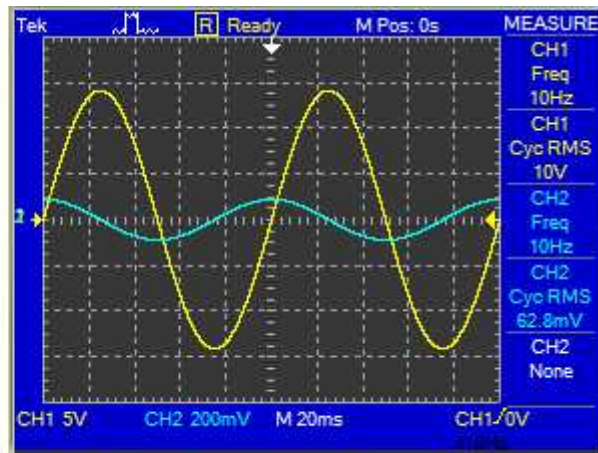 Tek R Ready M Pos: 0s MEASURE
CH1
Freq
10Hz
CH1
Cyc RMS
10V
CH2
Freq
10Hz
CH2
Cyc RMS
62.8mV
CH2
None
CH1 5V CH2 200mV M 20ms CH1 0V